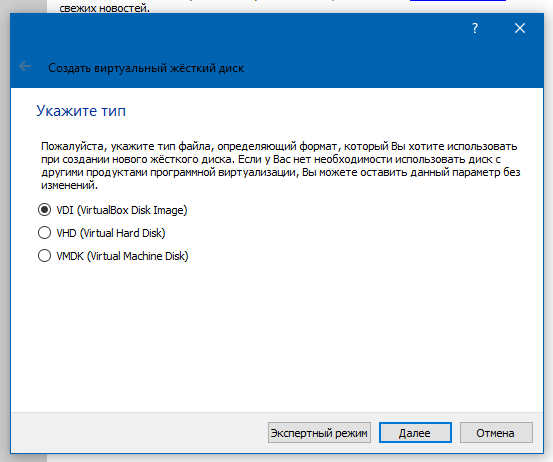 свежих новостей.
?
Создать виртуальный жёсткий диск
Укажите тип
Пожалуйста, укажите тип файла, определяющий формат, который Вы хотите использовать
при создании нового жёсткого диска. Если у Вас нет необходимости использовать диск с
другими продуктами программной виртуализации, Вы можете оставить данный параметр без
изменений.
VDI (VirtualBox Disk Image)
VHD (Virtual Hard Disk)
VMDK (Virtual Machine Disk)
Экспертный режим Далее Отмена